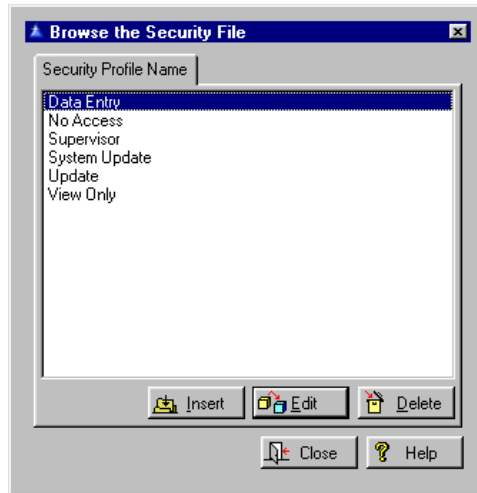 Browse the Security File
Security Profile Name
Data Entry
No Access
Supervisor
System Update
Update
View Only
Insert Edit Delete
Close Help